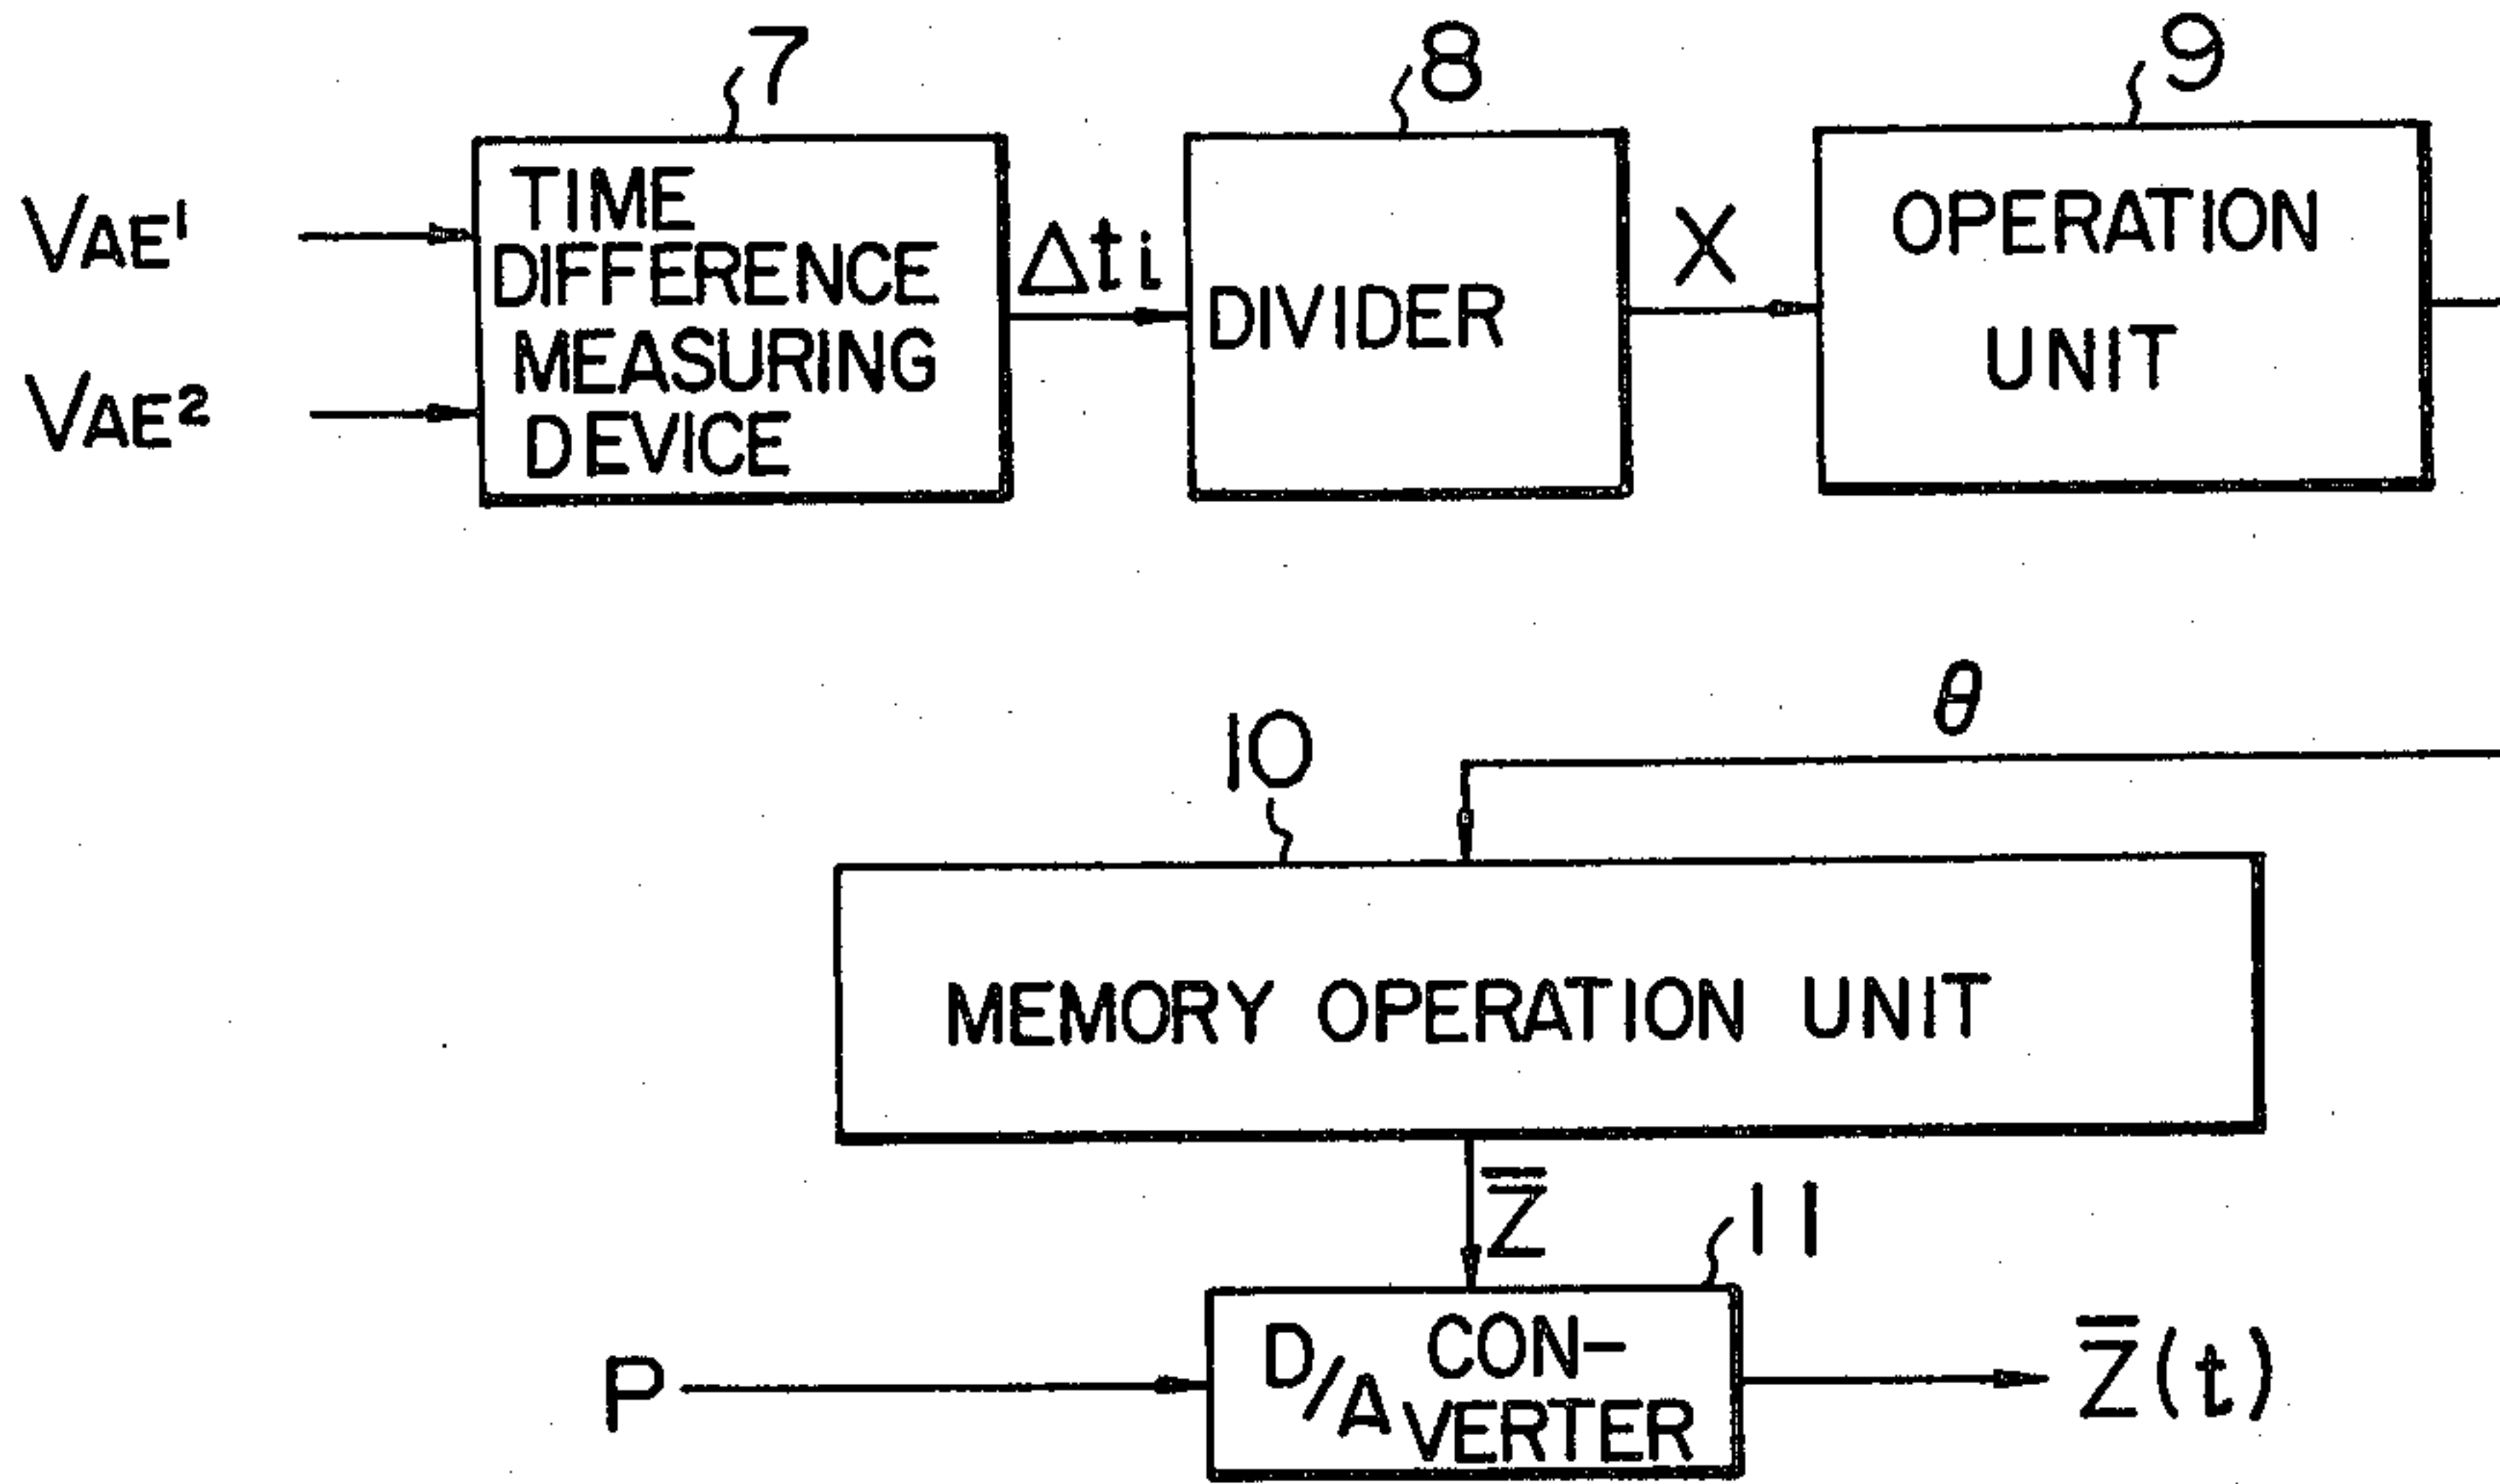 7
8
9
VAE1
VAE2
TIME
DIFFERENCE
MEASURING
DEVICE
Δti
DIVIDER
X
OPERATION
UNIT
θ
10
MEMORY OPERATION UNIT
Z̅
11
P
D/A CON-
VERTER
Z̅(t)